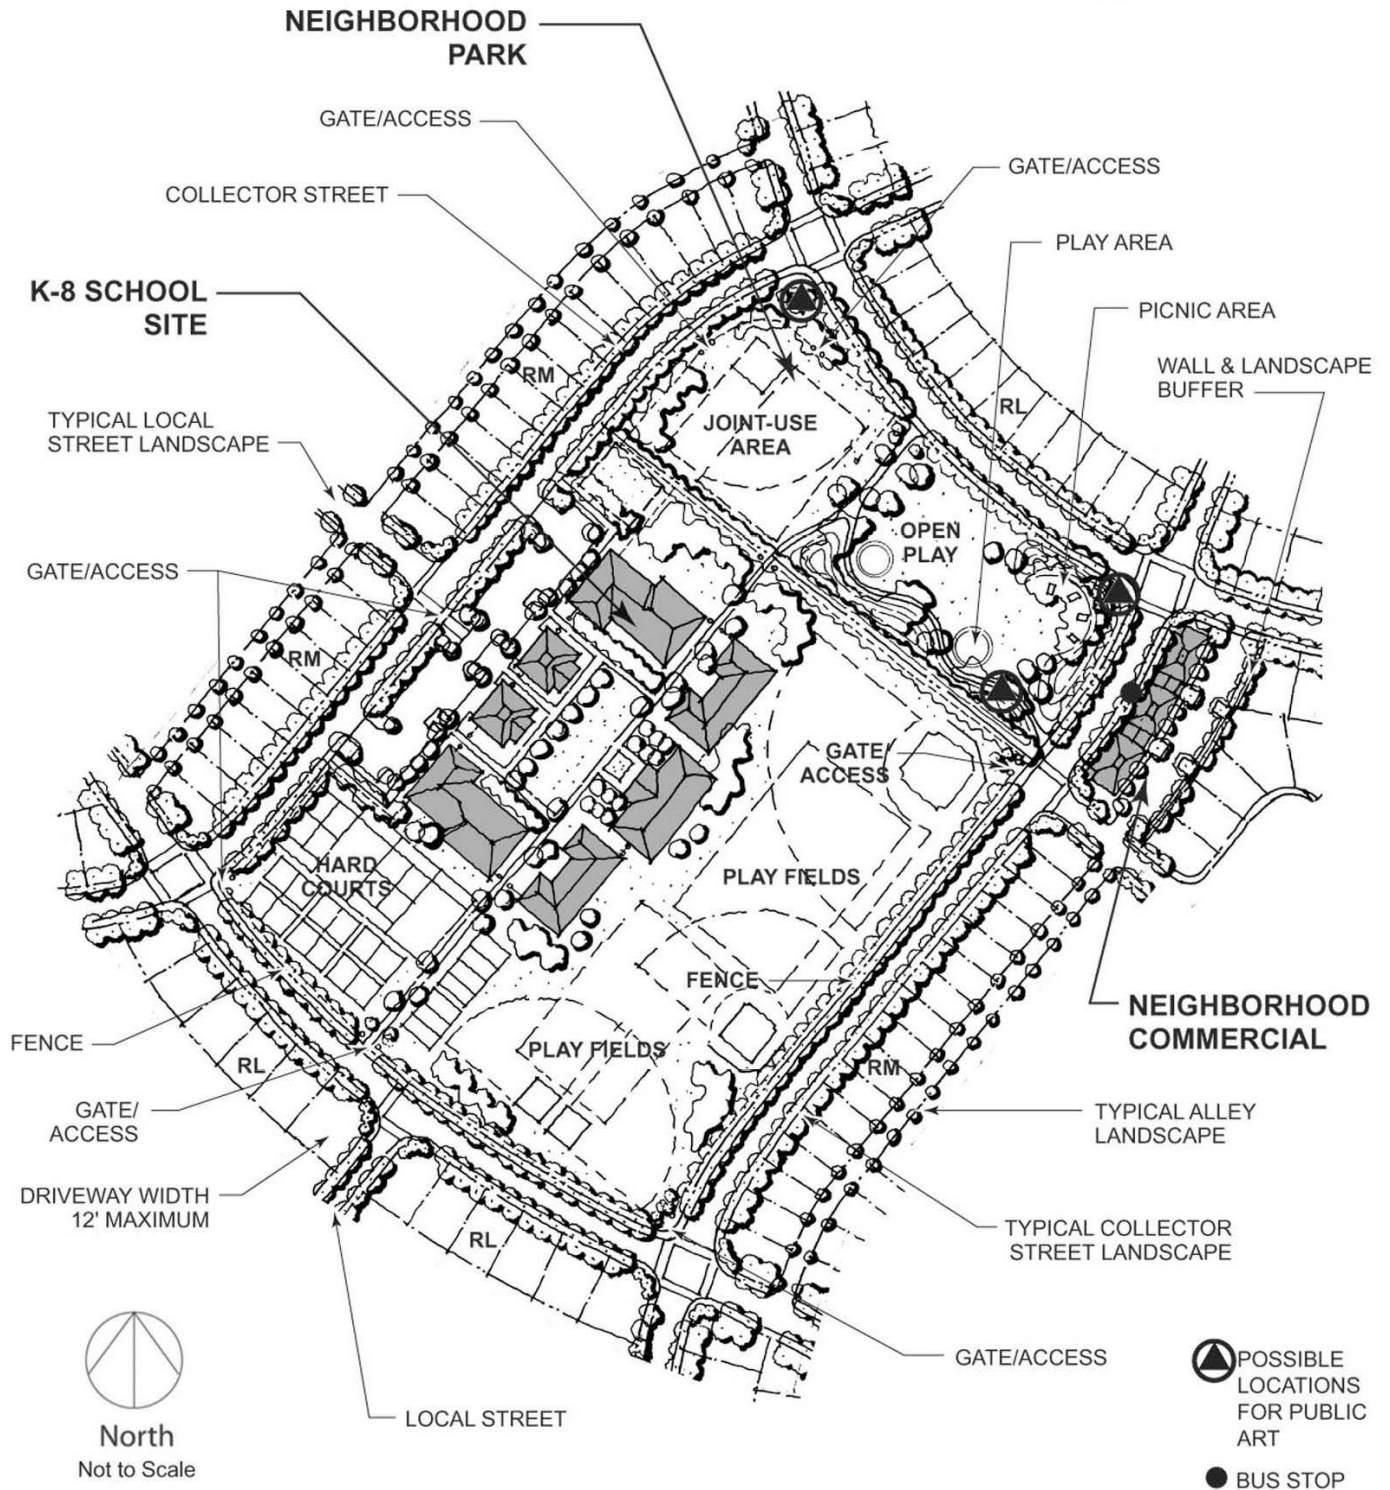 NEIGHBORHOOD
PARK
GATE/ACCESS
COLLECTOR STREET
GATE/ACCESS
PLAY AREA
K-8 SCHOOL
SITE
PICNIC AREA
WALL & LANDSCAPE
BUFFER
RM
RL
TYPICAL LOCAL
STREET LANDSCAPE
JOINT-USE
AREA
OPEN
PLAY
GATE/ACCESS
RM
GATE/
ACCESS
HARD
COURTS
PLAY FIELDS
FENCE
NEIGHBORHOOD
COMMERCIAL
FENCE
PLAY FIELDS
RL
RM
GATE/
ACCESS
TYPICAL ALLEY
LANDSCAPE
DRIVEWAY WIDTH
12' MAXIMUM
RL
TYPICAL COLLECTOR
STREET LANDSCAPE
GATE/ACCESS
LOCAL STREET
North
Not to Scale
POSSIBLE
LOCATIONS
FOR PUBLIC
ART
BUS STOP